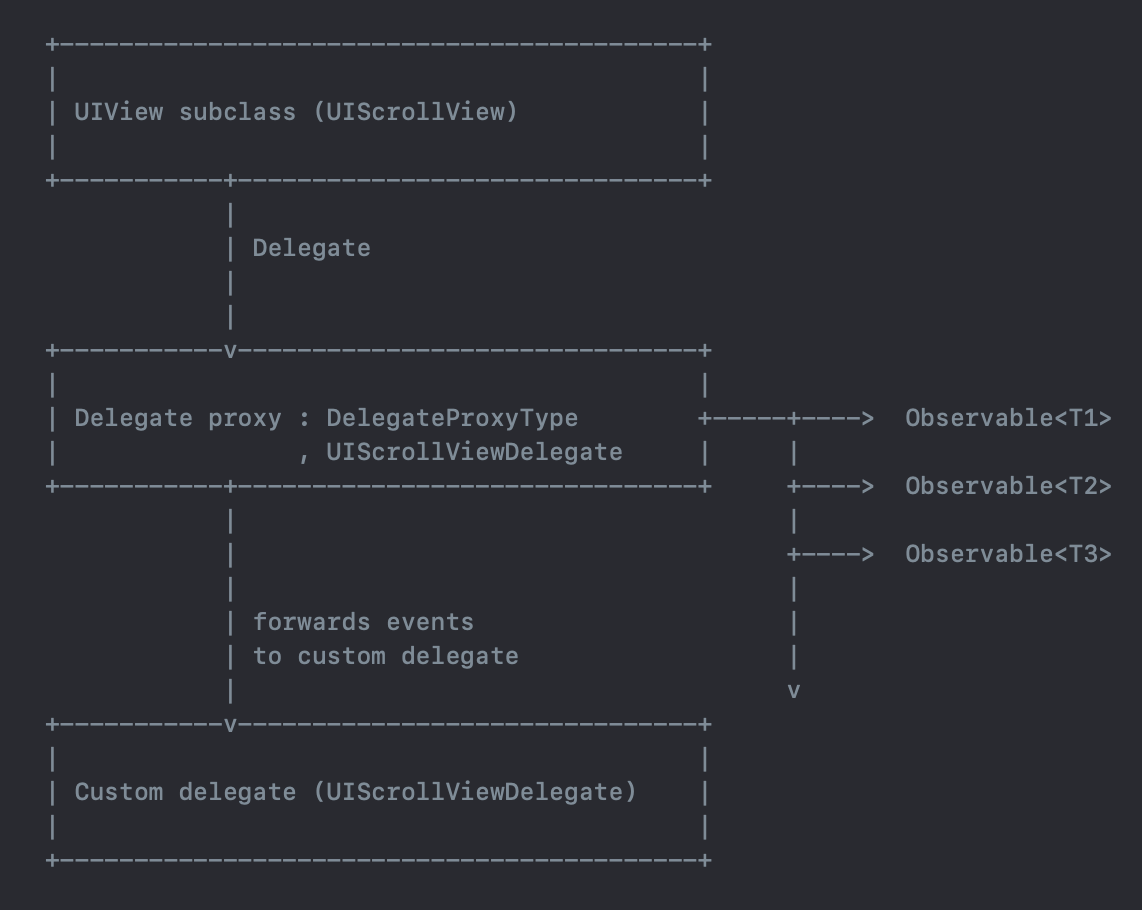 UIView subclass (UIScrollView)
Delegate
Delegate proxy : DelegateProxyType
, UIScrollViewDelegate
Observable<T1>
Observable<T2>
Observable<T3>
forwards events
to custom delegate
Custom delegate (UIScrollViewDelegate)